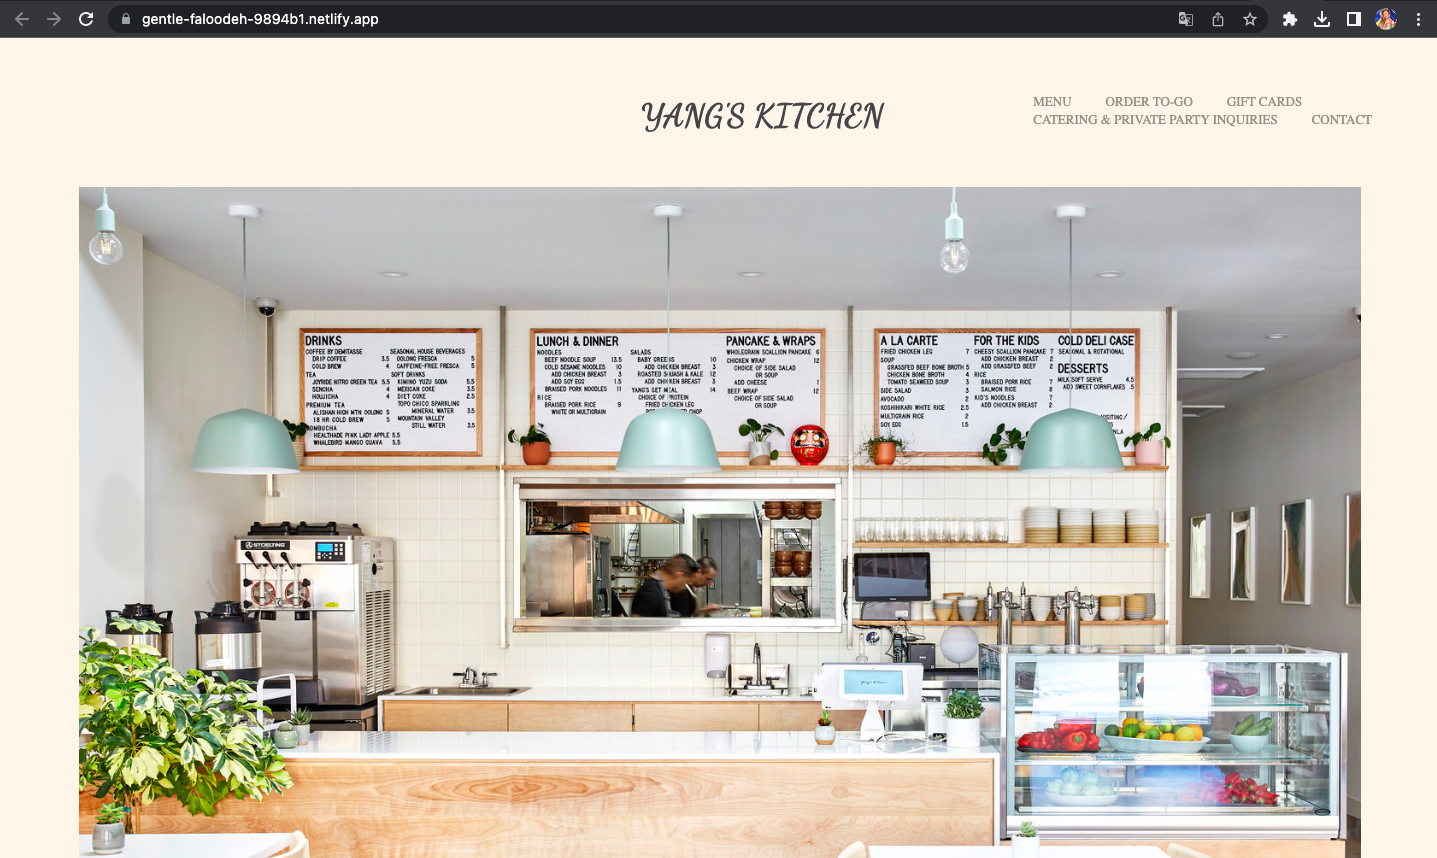 gentle-faloodeh-9894b1.netlify.app
YANG'S KITCHEN
MENU ORDER TO-GO GIFT CARDS
CATERING & PRIVATE PARTY INQUIRIES CONTACT
DRINKS
COFFEE BY DEMITASSE
DRIP COFFEE 3.5
COLD BREW 4
TEA
JOYRIDE NITRO GREEN TEA 5.5
SENCHA 4
HOUJICHA 4
PREMIUM TEA
ALISHAN HIGH MTN OOLONG 5
18 HR COLD BREW 5
KOMBUCHA
HEALTHADE PINK LADY APPLE 5.5
WHALEBIRD MANGO GUAVA 5.5
SEASONAL HOUSE BEVERAGES
OOLONG FRESCA 5
CAFFEINE-FREE FRESCA 5
SOFT DRINKS
KIMINO YUZU SODA 5.5
MEXICAN COKE 3.5
DIET COKE 2.5
TOPO CHICO SPARKLING
MINERAL WATER 3.5
MOUNTAIN VALLEY
STILL WATER 3.5
LUNCH & DINNER
NOODLES
BEEF NOODLE SOUP 13.5
COLD SESAME NOODLES 10
ADD CHICKEN BREAST 3
ADD SOY EGG 1.5
BRAISED PORK NOODLES 11
RICE
BRAISED PORK RICE 9
WHITE OR MULTIGRAIN
SALADS
BABY GREENS 10
ADD CHICKEN BREAST 3
ROASTED SQUASH & KALE 12
ADD CHICKEN BREAST 3
YANG'S SET MEAL 14
CHOICE OF PROTEIN
FRIED CHICKEN LEG
CHOP
PANCAKE & WRAPS
WHOLEGRAIN SCALLION PANCAKE 6
CHICKEN WRAP 12
CHOICE OF SIDE SALAD
OR SOUP
ADD CHEESE 1
BEEF WRAP 12
CHOICE OF SIDE SALAD
OR SOUP
A LA CARTE
FRIED CHICKEN LEG 7
SOUP
GRASSFED BEEF BONE BROTH 5
CHICKEN BONE BROTH 4
TOMATO SEAWEED SOUP 3
SIDE SALAD 3
AVOCADO 2
KOSHIHIKARI WHITE RICE 2.5
MULTIGRAIN RICE 2
SOY EGG 1.5
FOR THE KIDS
CHEESY SCALLION PANCAKE 7
ADD CHICKEN BREAST 2
ADD GRASSFED BEEF 2
RICE
BRAISED PORK RICE 7
SALMON RICE 8
KID'S NOODLES 7
ADD CHICKEN BREAST 2
COLD DELI CASE
SEASONAL & ROTATIONAL
DESSERTS
MILK SOFT SERVE 4.5
ADD SWEET CORNFLAKES .5
STOELTING
Yang's Kitchen